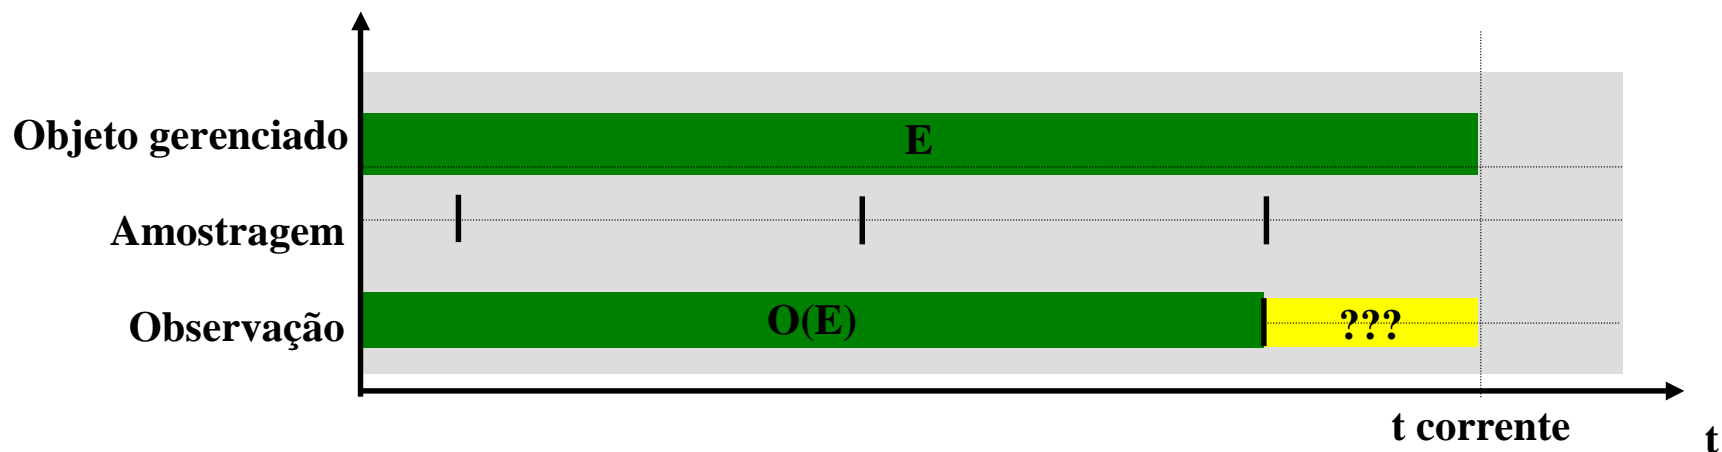 Objeto gerenciado
E
Amostragem
Observação
O(E)
???
t corrente
t